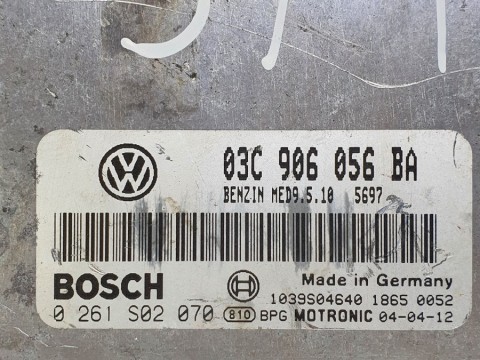 03C 906 056 BA
BENZIN MED9.5.10 5697
BOSCH
Made in Germany
1039S04640 1865 0052
0 261 S02 070 810 BPG MOTRONIC 04-04-12